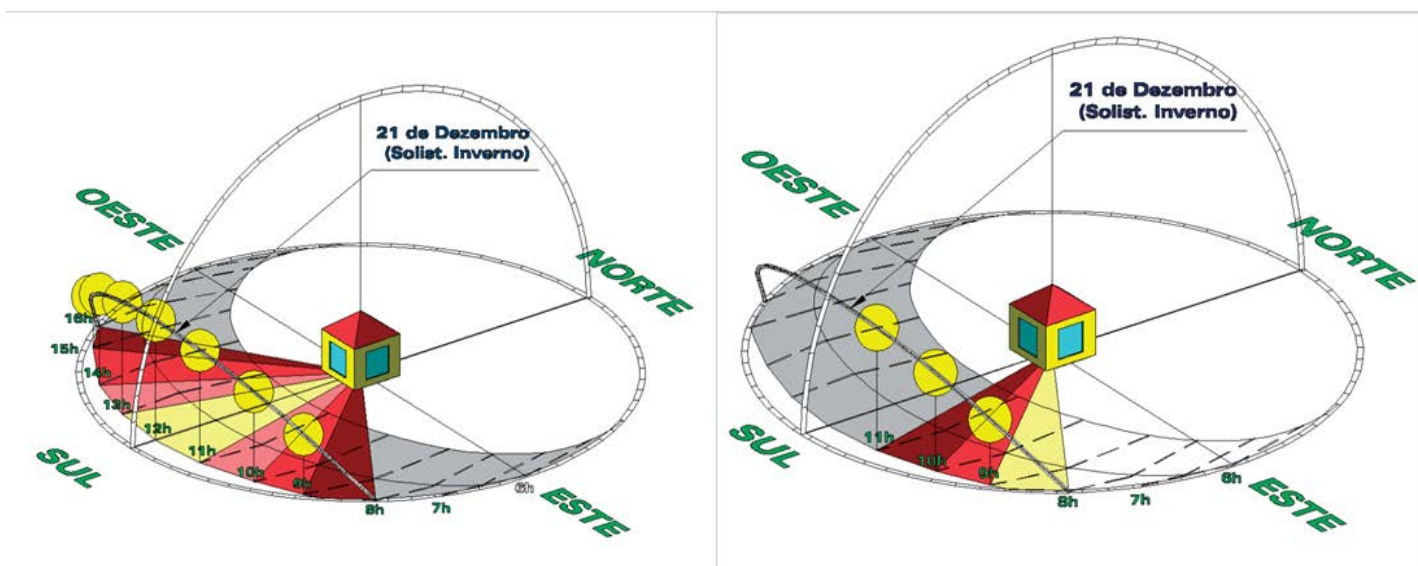 21 de Dezembro
(Solist. Inverno)
OESTE
NORTE
16h
15h
14h
13h
12h
11h
10h
9h
8h
7h
6h
SUL
ESTE
21 de Dezembro
(Solist. Inverno)
OESTE
NORTE
11h
10h
9h
8h
7h
6h
SUL
ESTE